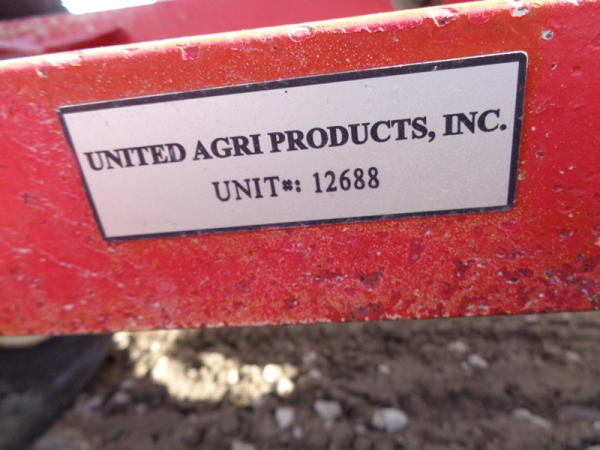 UNITED AGRI PRODUCTS, INC.
UNIT#: 12688